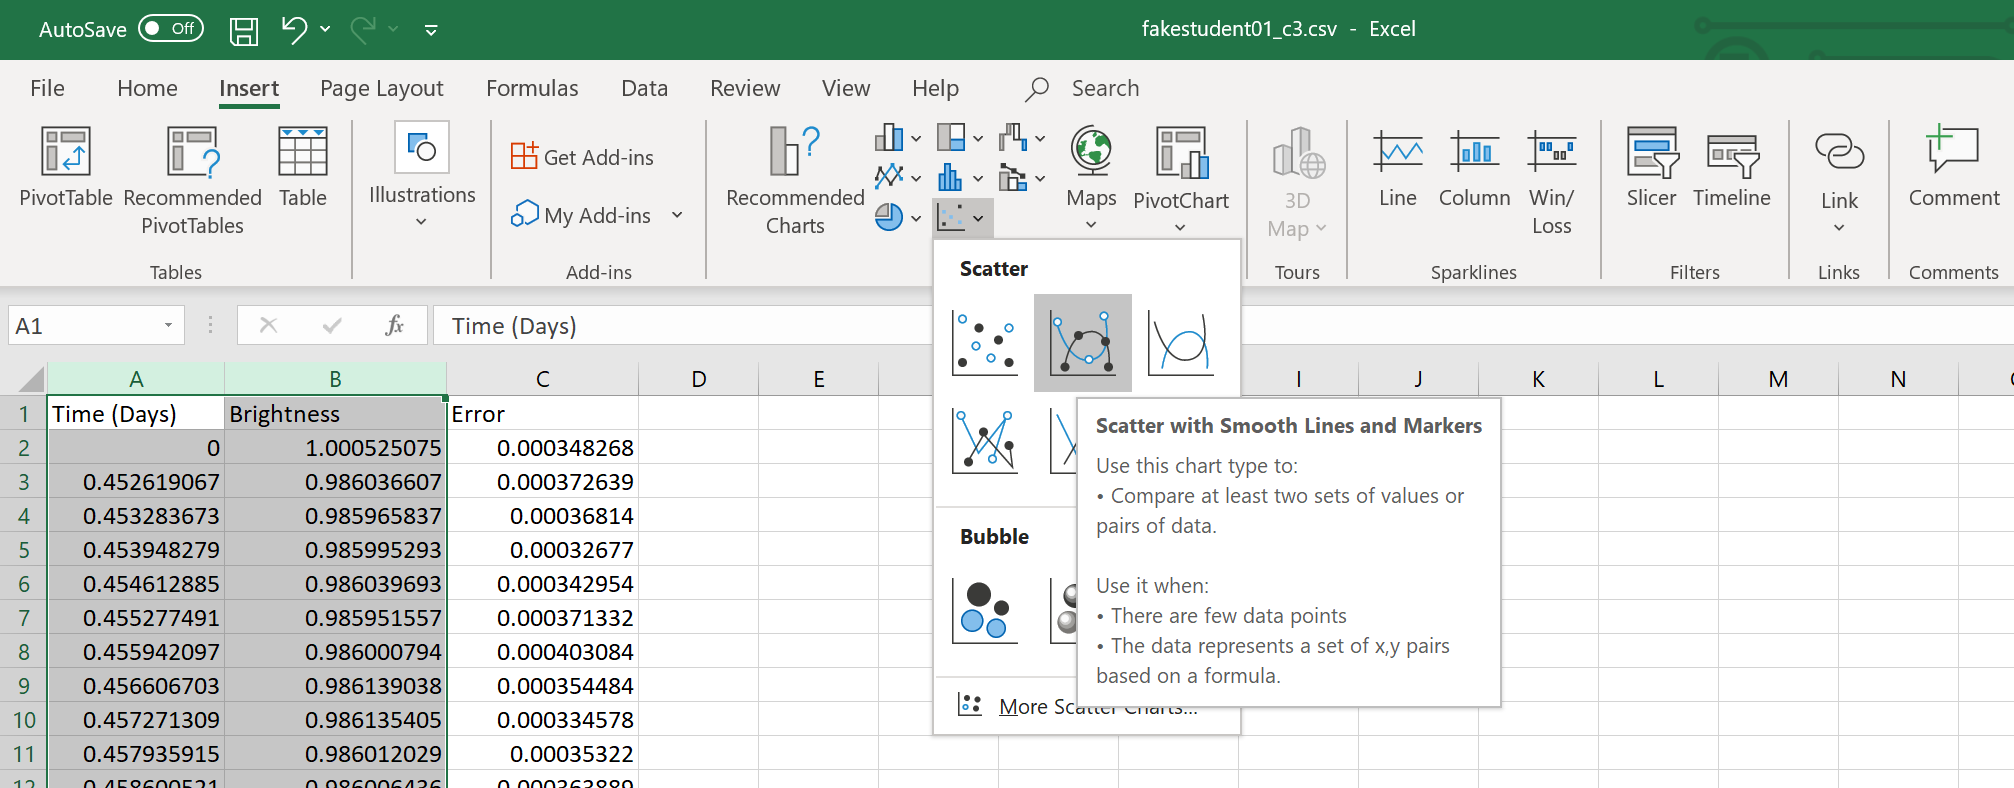 AutoSave Off fakestudent01_c3.csv - Excel
File Home Insert Page Layout Formulas Data Review View Help Search
PivotTable Recommended PivotTables Table
Tables
Illustrations
Get Add-ins
My Add-ins
Add-ins
Recommended Charts
Maps PivotChart
3D Map
Tours
Line Column Win/Loss
Sparklines
Slicer Timeline
Filters
Link
Links
Comment
Comments
A1 fx Time (Days)
Scatter
Scatter with Smooth Lines and Markers
Use this chart type to:
• Compare at least two sets of values or
pairs of data.
Use it when:
• There are few data points
• The data represents a set of x,y pairs
based on a formula.
Bubble
More Scatter Charts...
A B C D E I J K L M N
1 Time (Days) Brightness Error
2 0 1.000525075 0.000348268
3 0.452619067 0.986036607 0.000372639
4 0.453283673 0.985965837 0.00036814
5 0.453948279 0.985995293 0.00032677
6 0.454612885 0.986039693 0.000342954
7 0.455277491 0.985951557 0.000371332
8 0.455942097 0.986000794 0.000403084
9 0.456606703 0.986139038 0.000354484
10 0.457271309 0.986135405 0.000334578
11 0.457935915 0.986012029 0.00035322
12 0.458600521 0.986006436 0.000363889